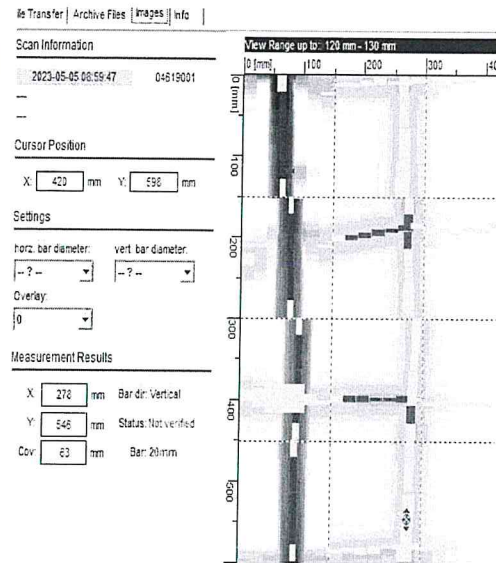 ile Transfer | Archive Files | Images | Info
Scan Information
2023-05-05 08:59:47 04619001
---
---
Cursor Position
X: 420 mm Y: 598 mm
Settings
horz. bar diameter: vert. bar diameter:
-- ? -- -- ? --
Overlay:
0
Measurement Results
X: 278 mm Bar dir: Vertical
Y: 546 mm Status: Not verified
Cov: 63 mm Bar: 20mm
View Range up to: 120 mm - 130 mm
0 [mm] 100 200 300 40
0 [mm]
100
200
300
400
500